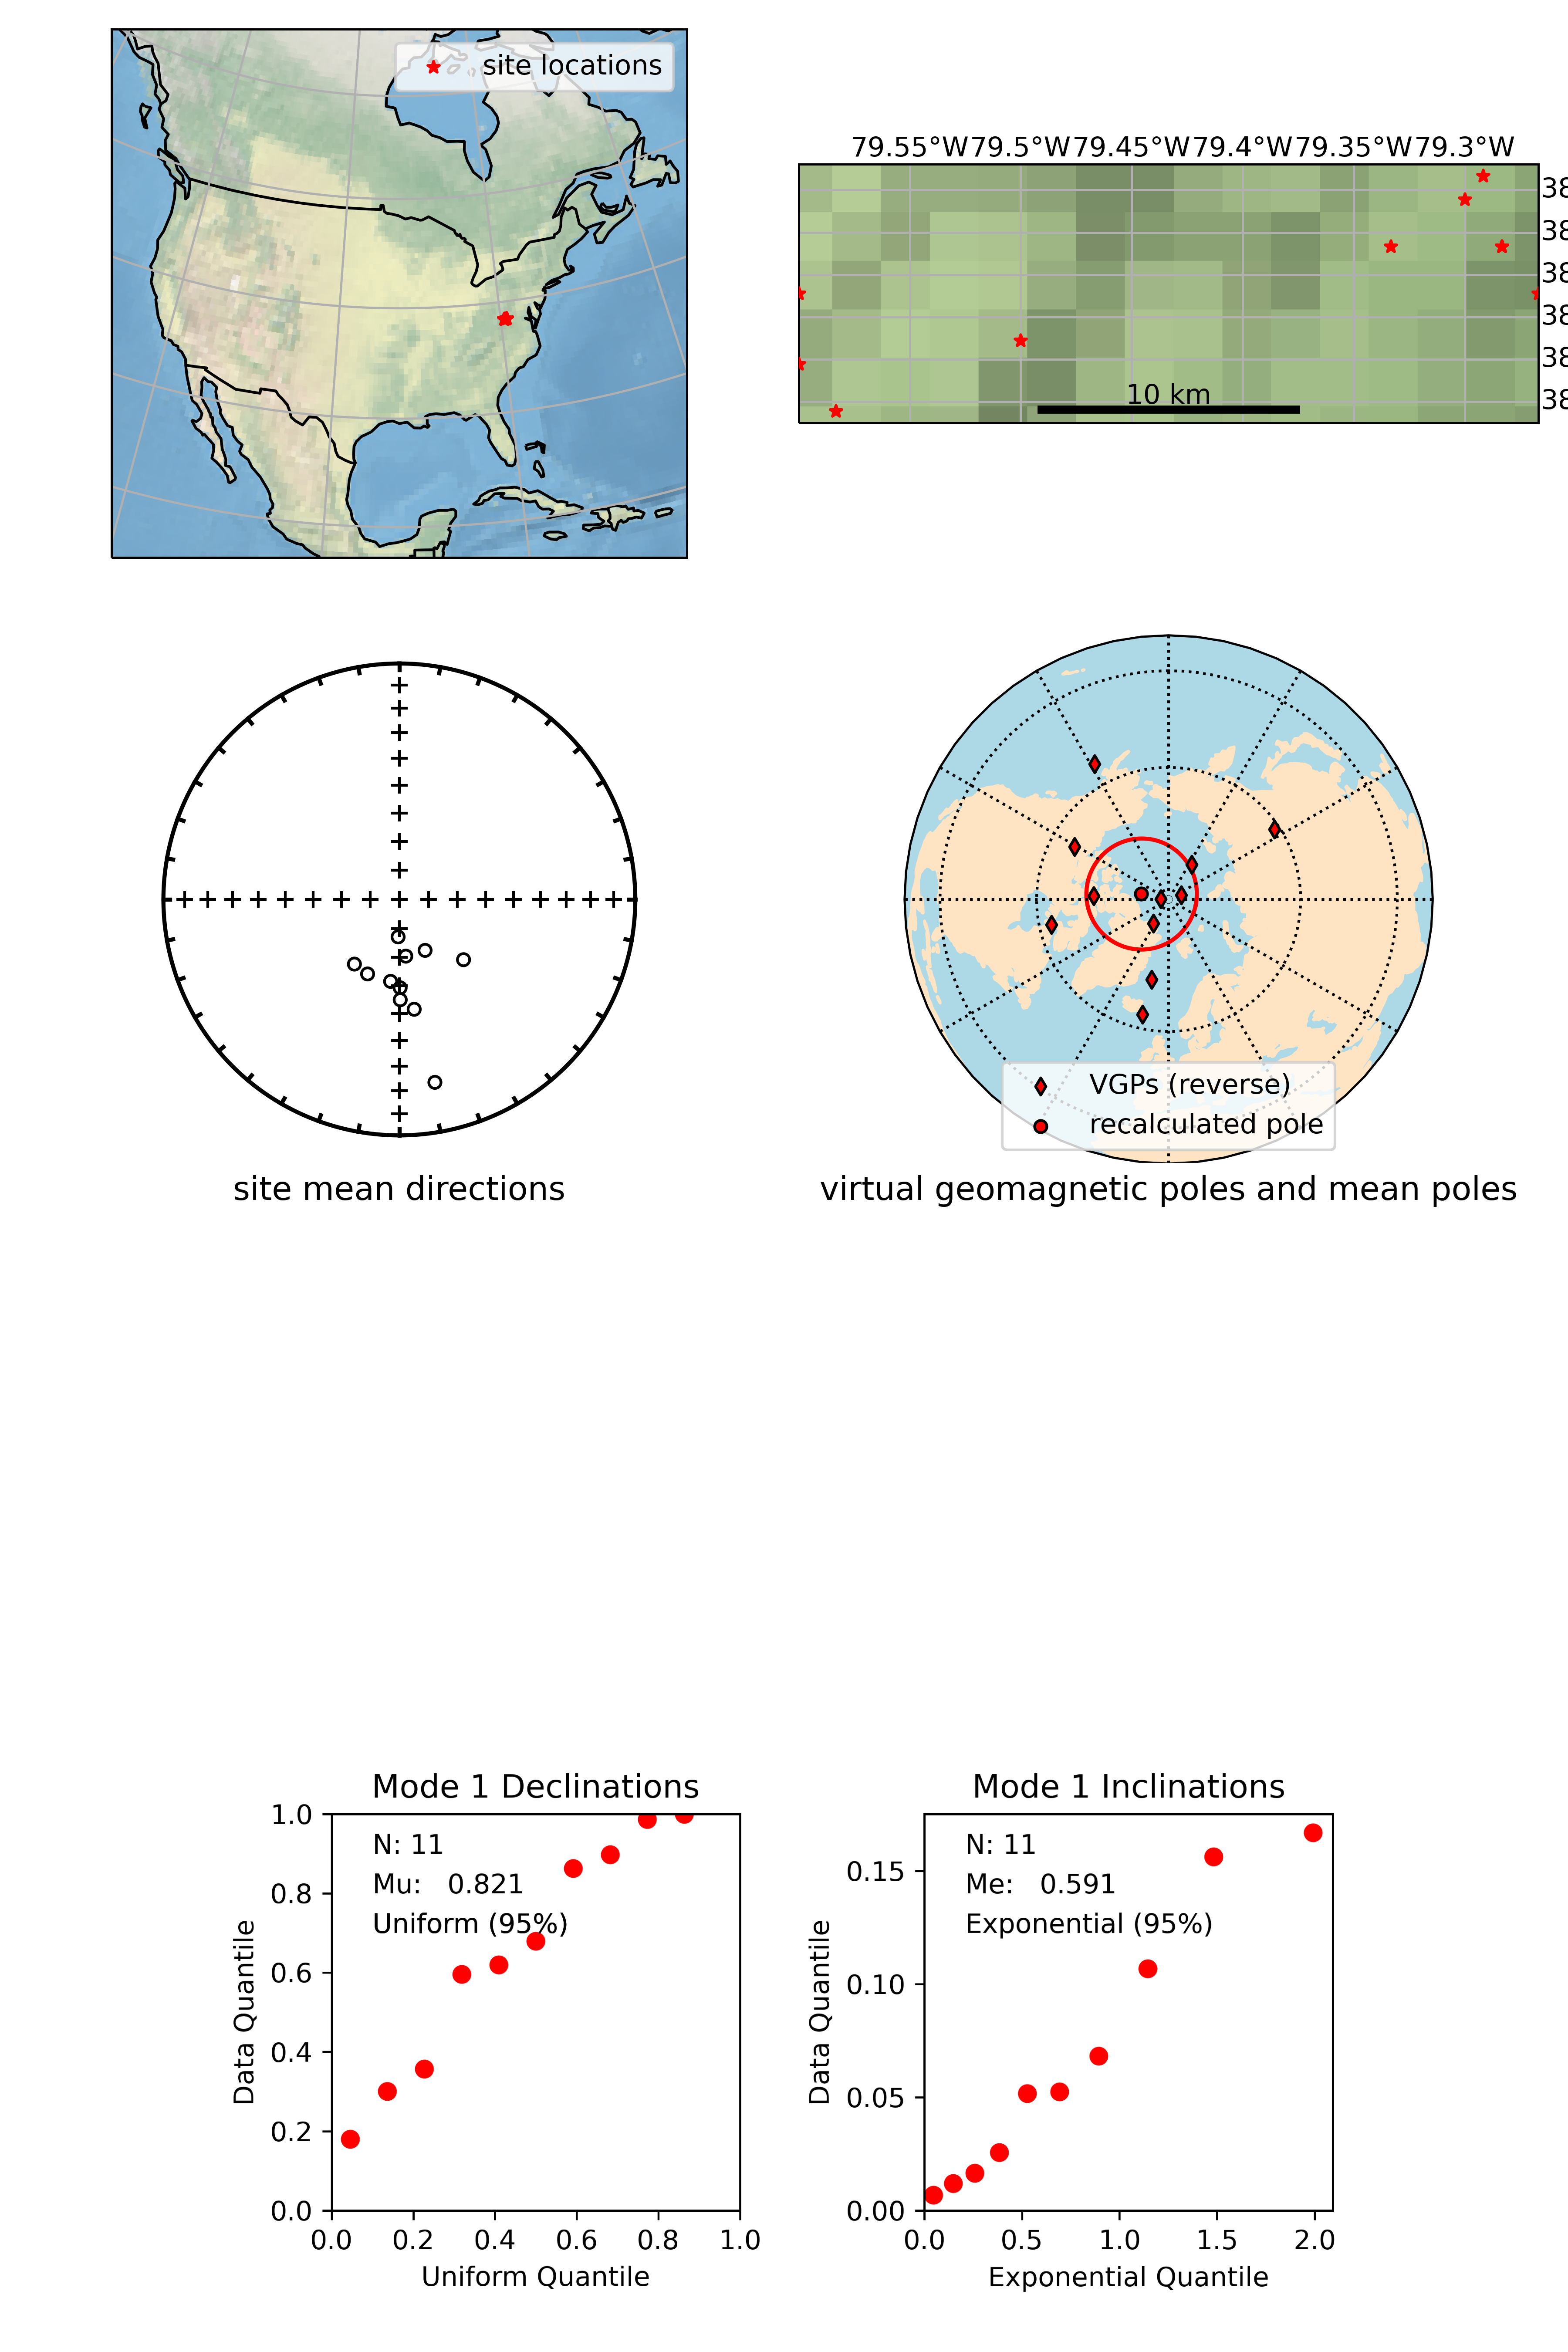 site locations
79.55°W79.5°W79.45°W79.4°W79.35°W79.3°W
38
38
38
38
38
38
10 km
VGPs (reverse)
recalculated pole
site mean directions
virtual geomagnetic poles and mean poles
Mode 1 Declinations
N: 11
Mu: 0.821
Uniform (95%)
1.0
0.8
0.6
0.4
0.2
0.0
Data Quantile
0.0 0.2 0.4 0.6 0.8 1.0
Uniform Quantile
Mode 1 Inclinations
N: 11
Me: 0.591
Exponential (95%)
0.15
0.10
0.05
0.00
Data Quantile
0.0 0.5 1.0 1.5 2.0
Exponential Quantile